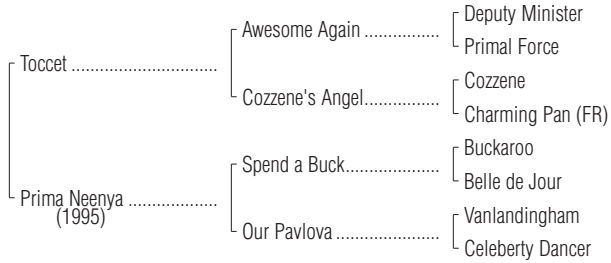 Deputy Minister
Awesome Again ................
Primal Force
Toccet ...............................
Cozzene
Cozzene's Angel................
Charming Pan (FR)
Buckaroo
Spend a Buck....................
Belle de Jour
Prima Neenya ...................
(1995)
Vanlandingham
Our Pavlova ......................
Celeberty Dancer